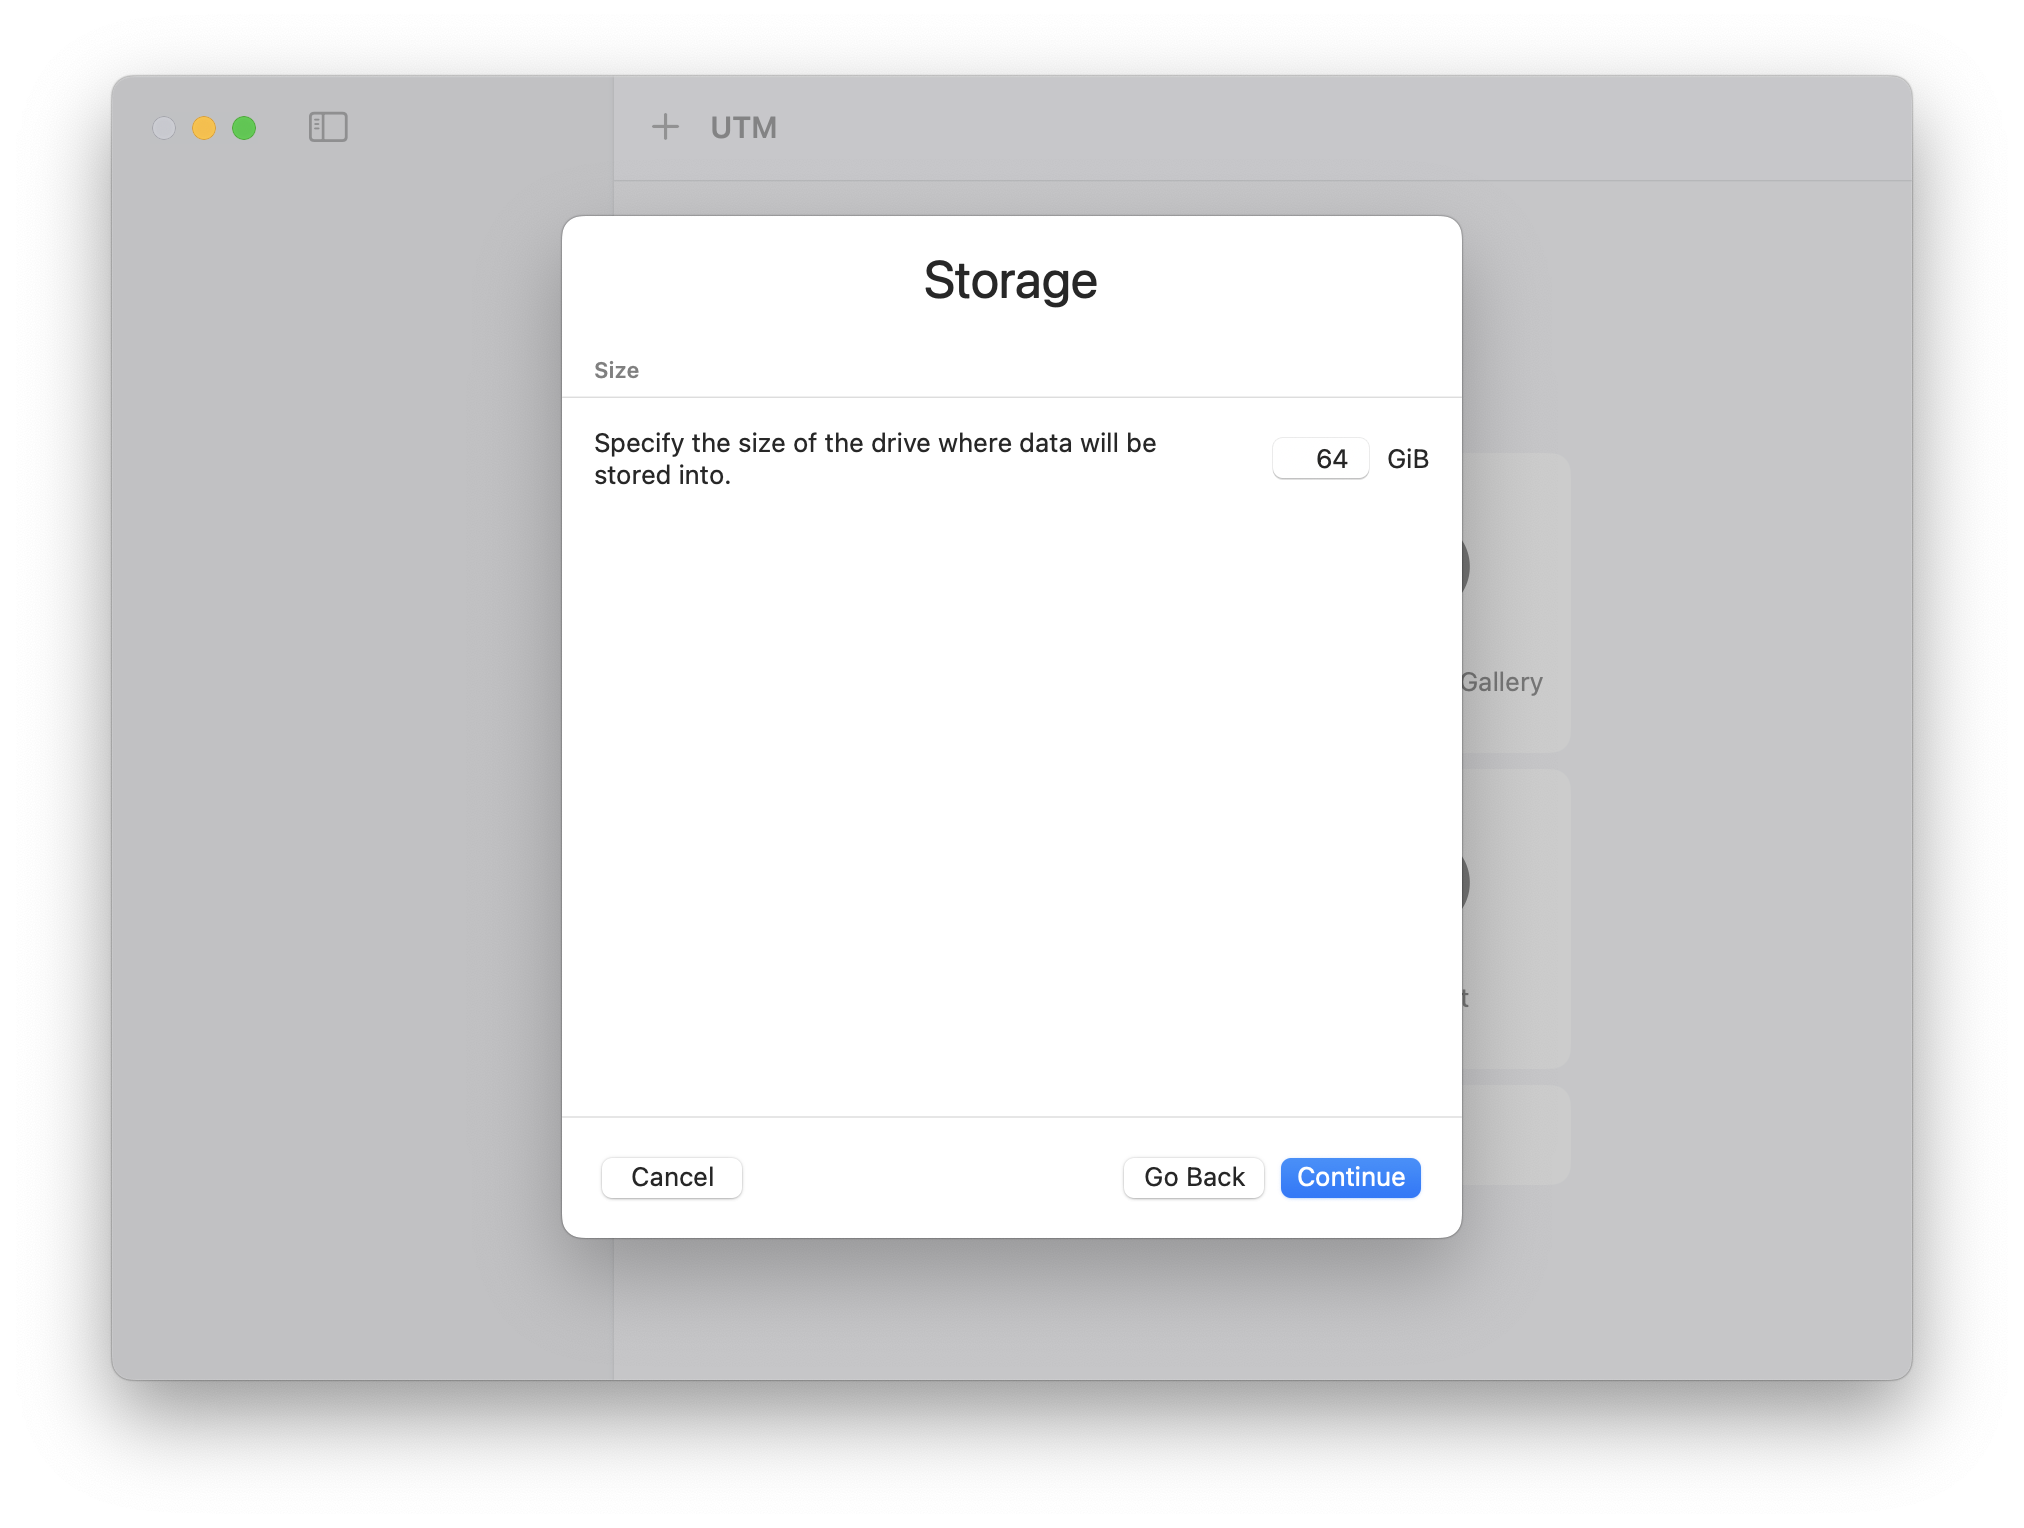 UTM
Storage
Size
Specify the size of the drive where data will be
stored into.
64 GiB
Gallery
Cancel
Go Back
Continue